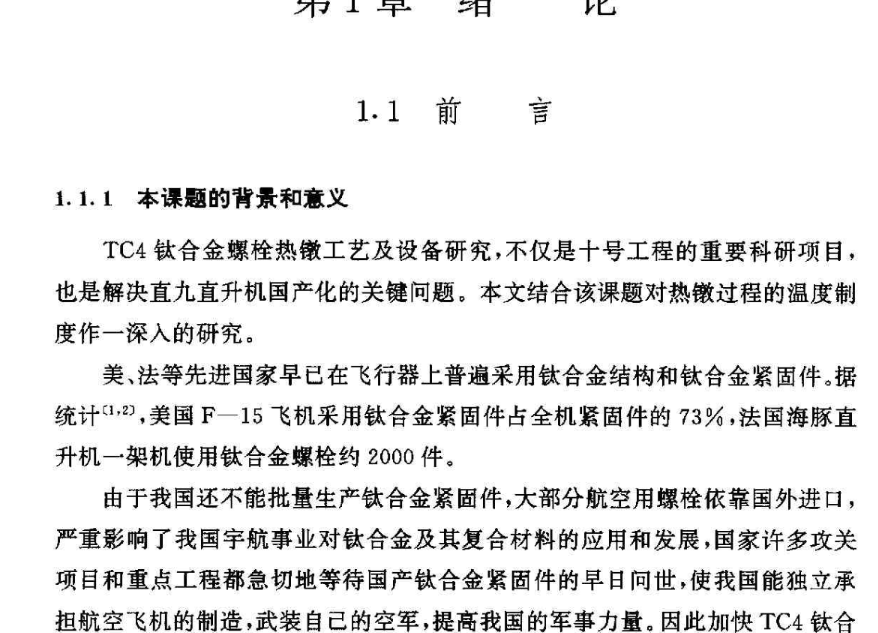 第1章 绪 论
1.1 前 言
1.1.1 本课题的背景和意义
TC4钛合金螺栓热镦工艺及设备研究,不仅是十号工程的重要科研项目,
也是解决直九直升机国产化的关键问题。本文结合该课题对热镦过程的温度制
度作一深入的研究。
美、法等先进国家早已在飞行器上普遍采用钛合金结构和钛合金紧固件。据
统计〔1,2〕,美国F—15飞机采用钛合金紧固件占全机紧固件的73%,法国海豚直
升机一架机使用钛合金螺栓约2000件。
由于我国还不能批量生产钛合金紧固件,大部分航空用螺栓依靠国外进口,
严重影响了我国宇航事业对钛合金及其复合材料的应用和发展,国家许多攻关
项目和重点工程都急切地等待国产钛合金紧固件的早日问世,使我国能独立承
担航空飞机的制造,武装自己的空军,提高我国的军事力量。因此加快TC4钛合